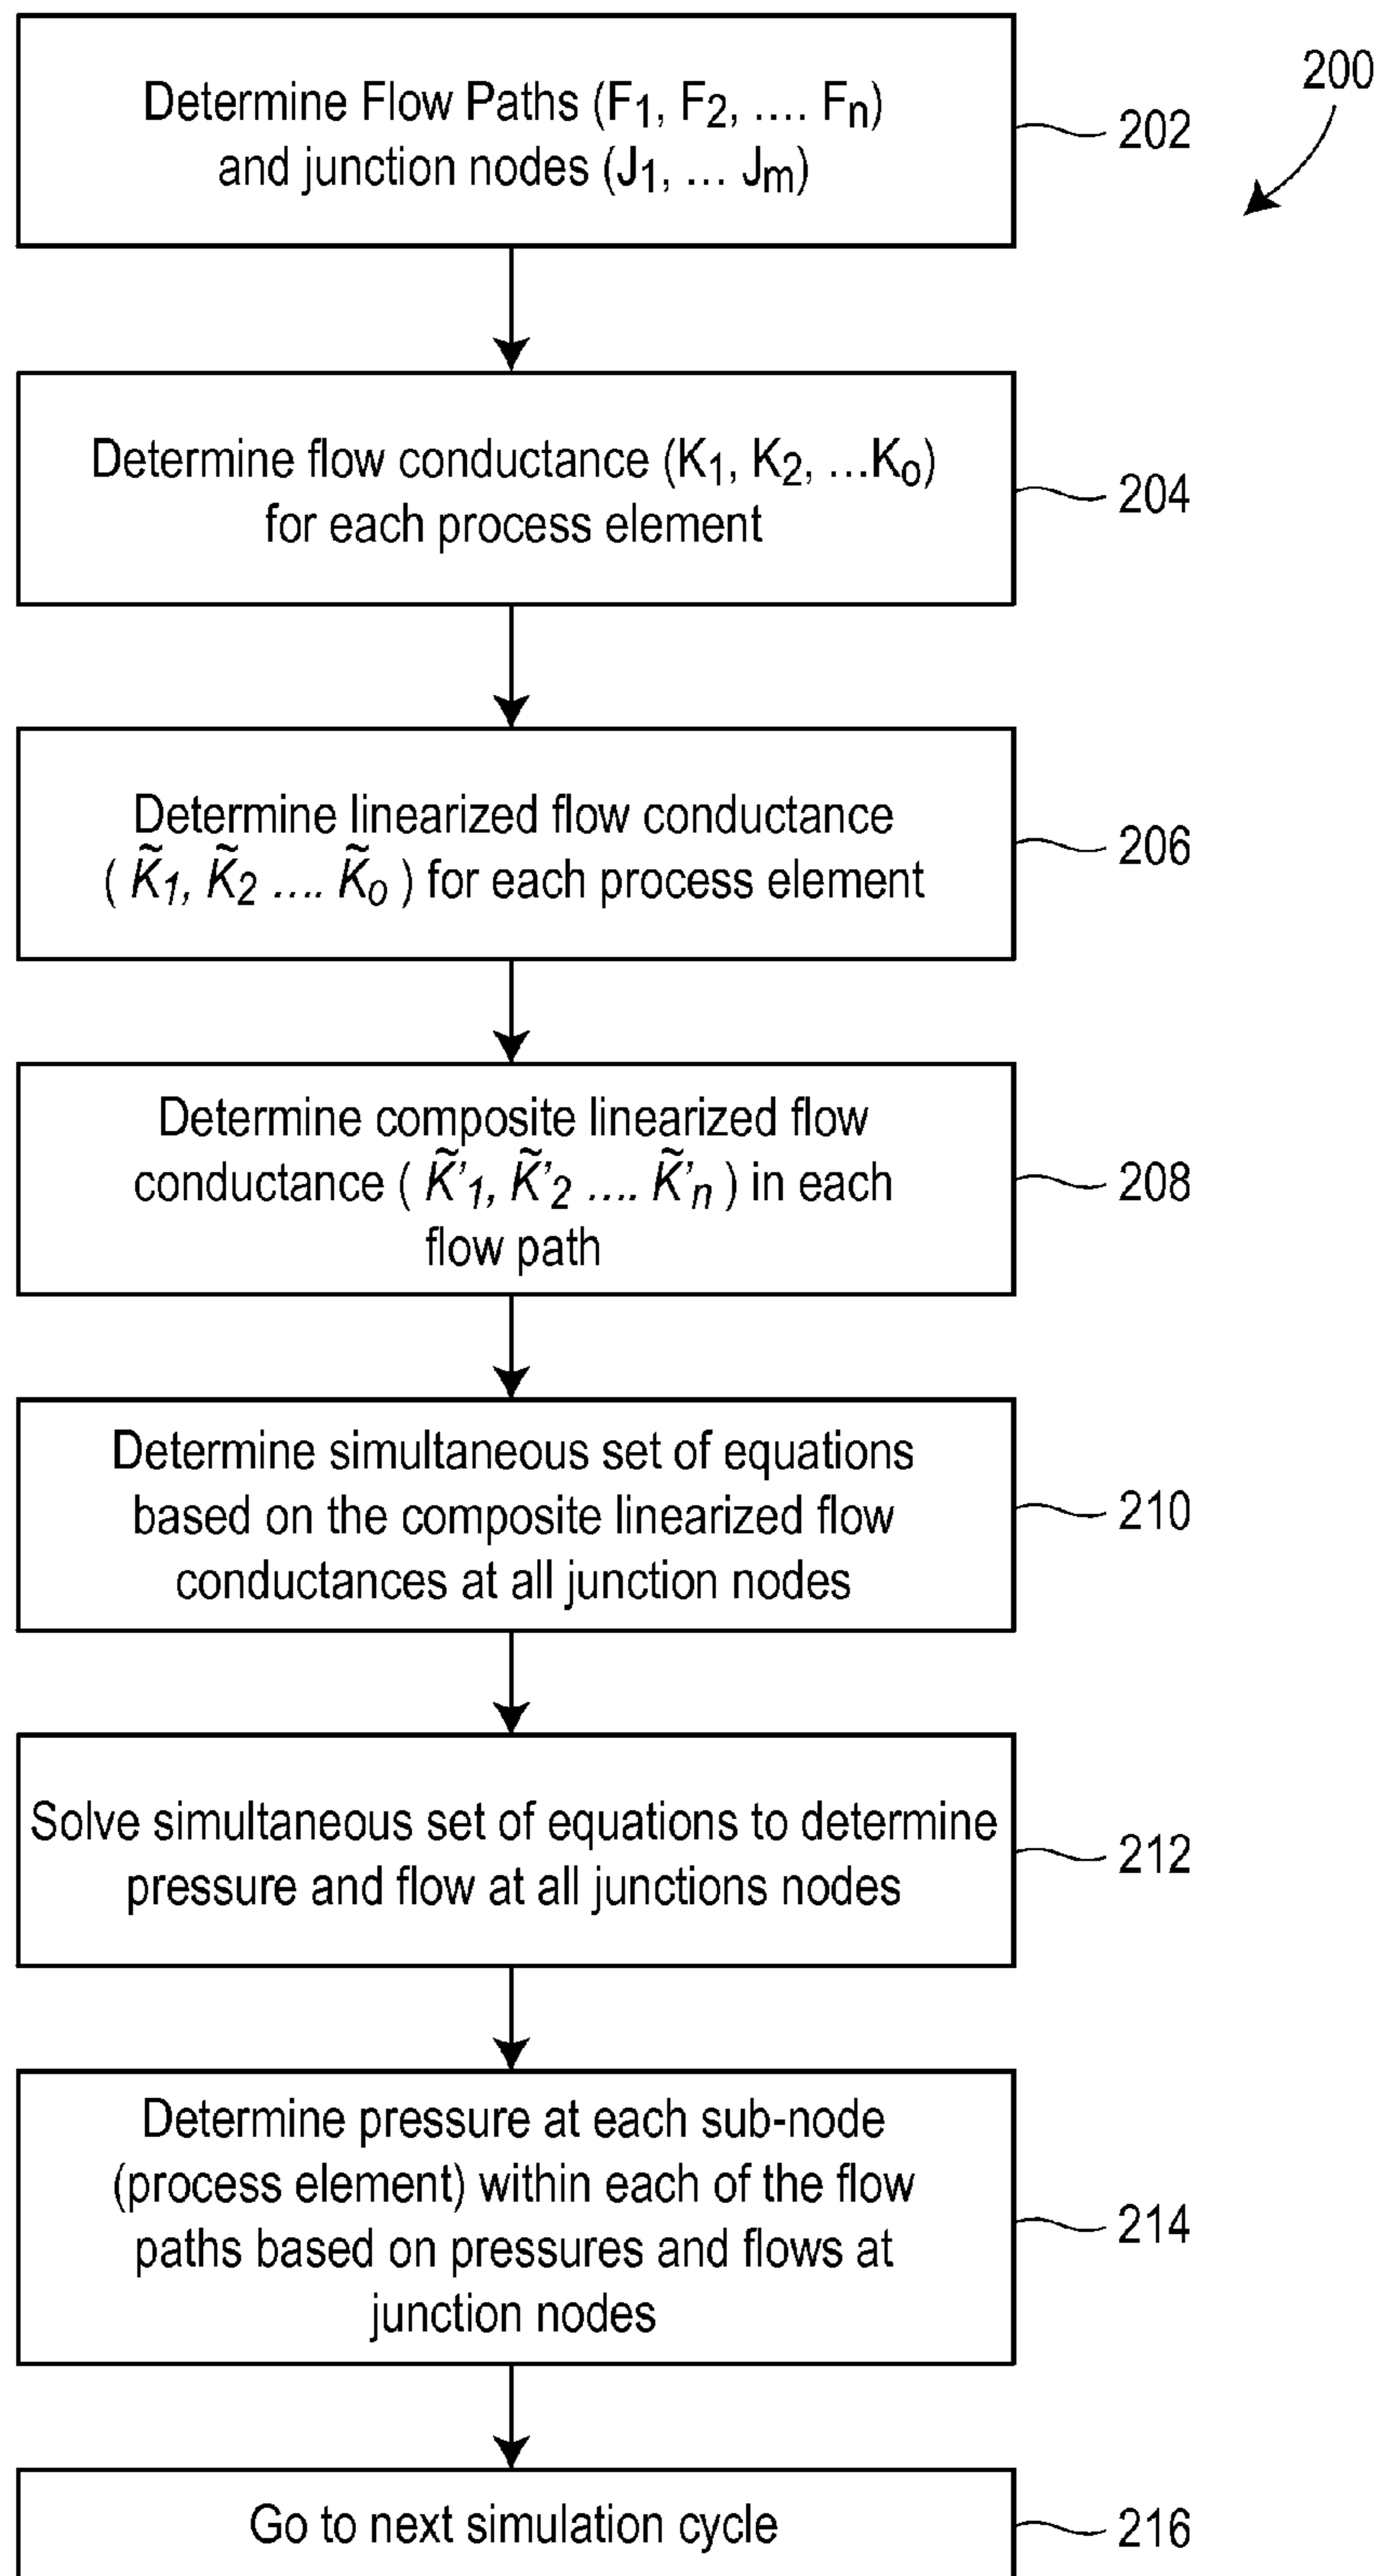 200
Determine Flow Paths (F1, F2, .... Fn)
and junction nodes (J1, ... Jm)
202
Determine flow conductance (K1, K2, ...Ko)
for each process element
204
Determine linearized flow conductance
( K̃1, K̃2 .... K̃o ) for each process element
206
Determine composite linearized flow
conductance ( K̃'1, K̃'2 .... K̃'n ) in each
flow path
208
Determine simultaneous set of equations
based on the composite linearized flow
conductances at all junction nodes
210
Solve simultaneous set of equations to determine
pressure and flow at all junctions nodes
212
Determine pressure at each sub-node
(process element) within each of the flow
paths based on pressures and flows at
junction nodes
214
Go to next simulation cycle
216